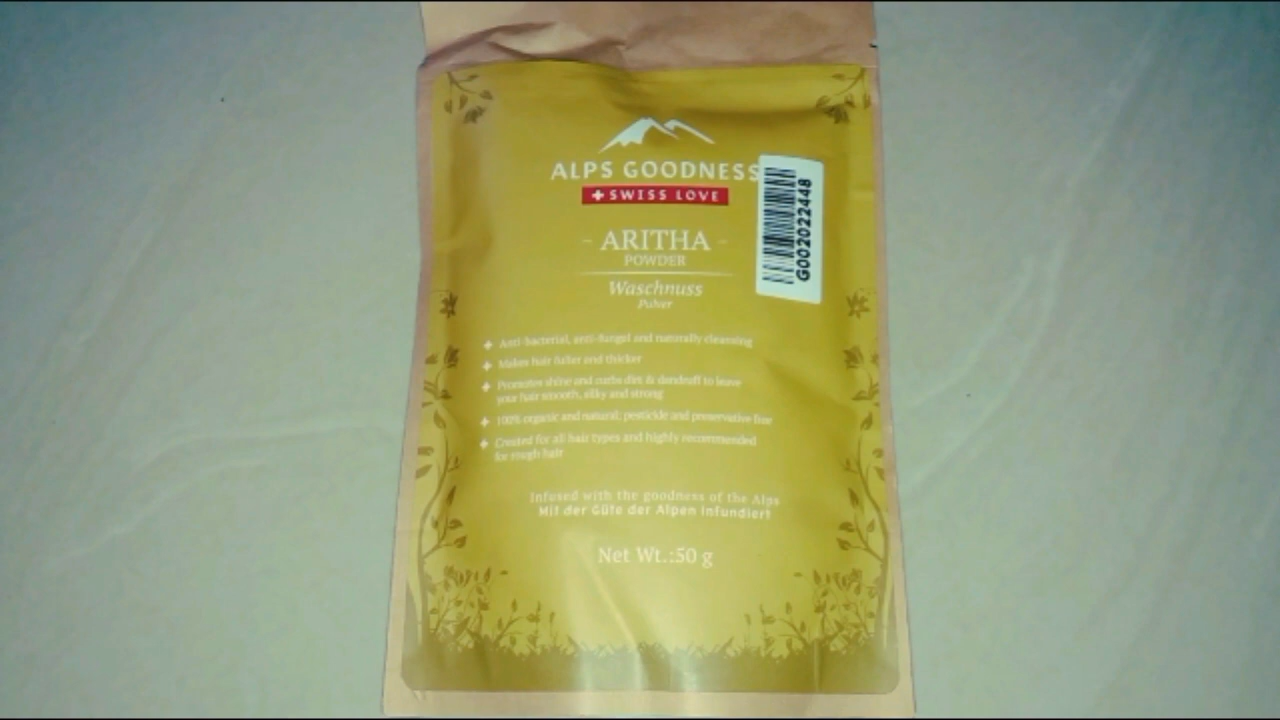 ALPS GOODNESS
SWISS LOVE
- ARITHA -
POWDER
Waschnuss
Pulver
G002022448
Anti-bacterial, anti-fungal and naturally cleansing
Makes hair fuller and thicker
Promotes shine and curbs dirt & dandruff to leave
your hair smooth, silky and strong
100% organic and natural; pesticide and preservative free
Created for all hair types and highly recommended
for rough hair
Infused with the goodness of the Alps
Mit der Güte der Alpen infundiert
Net Wt.:50 g